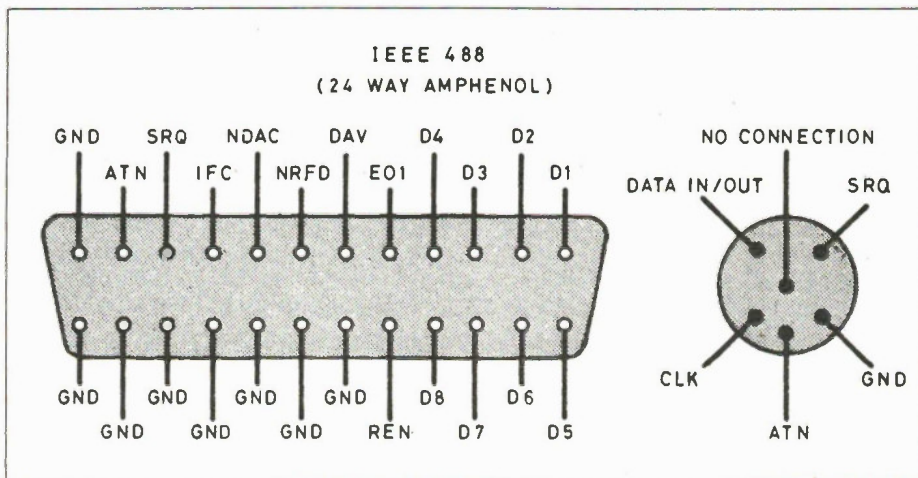 IEEE 488
(24 WAY AMPHENOL)
GND SRQ NDAC DAV D4 D2
ATN IFC NRFD EO1 D3 D1
GND GND GND GND D8 D6
GND GND GND REN D7 D5
NO CONNECTION
DATA IN/OUT SRQ
CLK GND
ATN